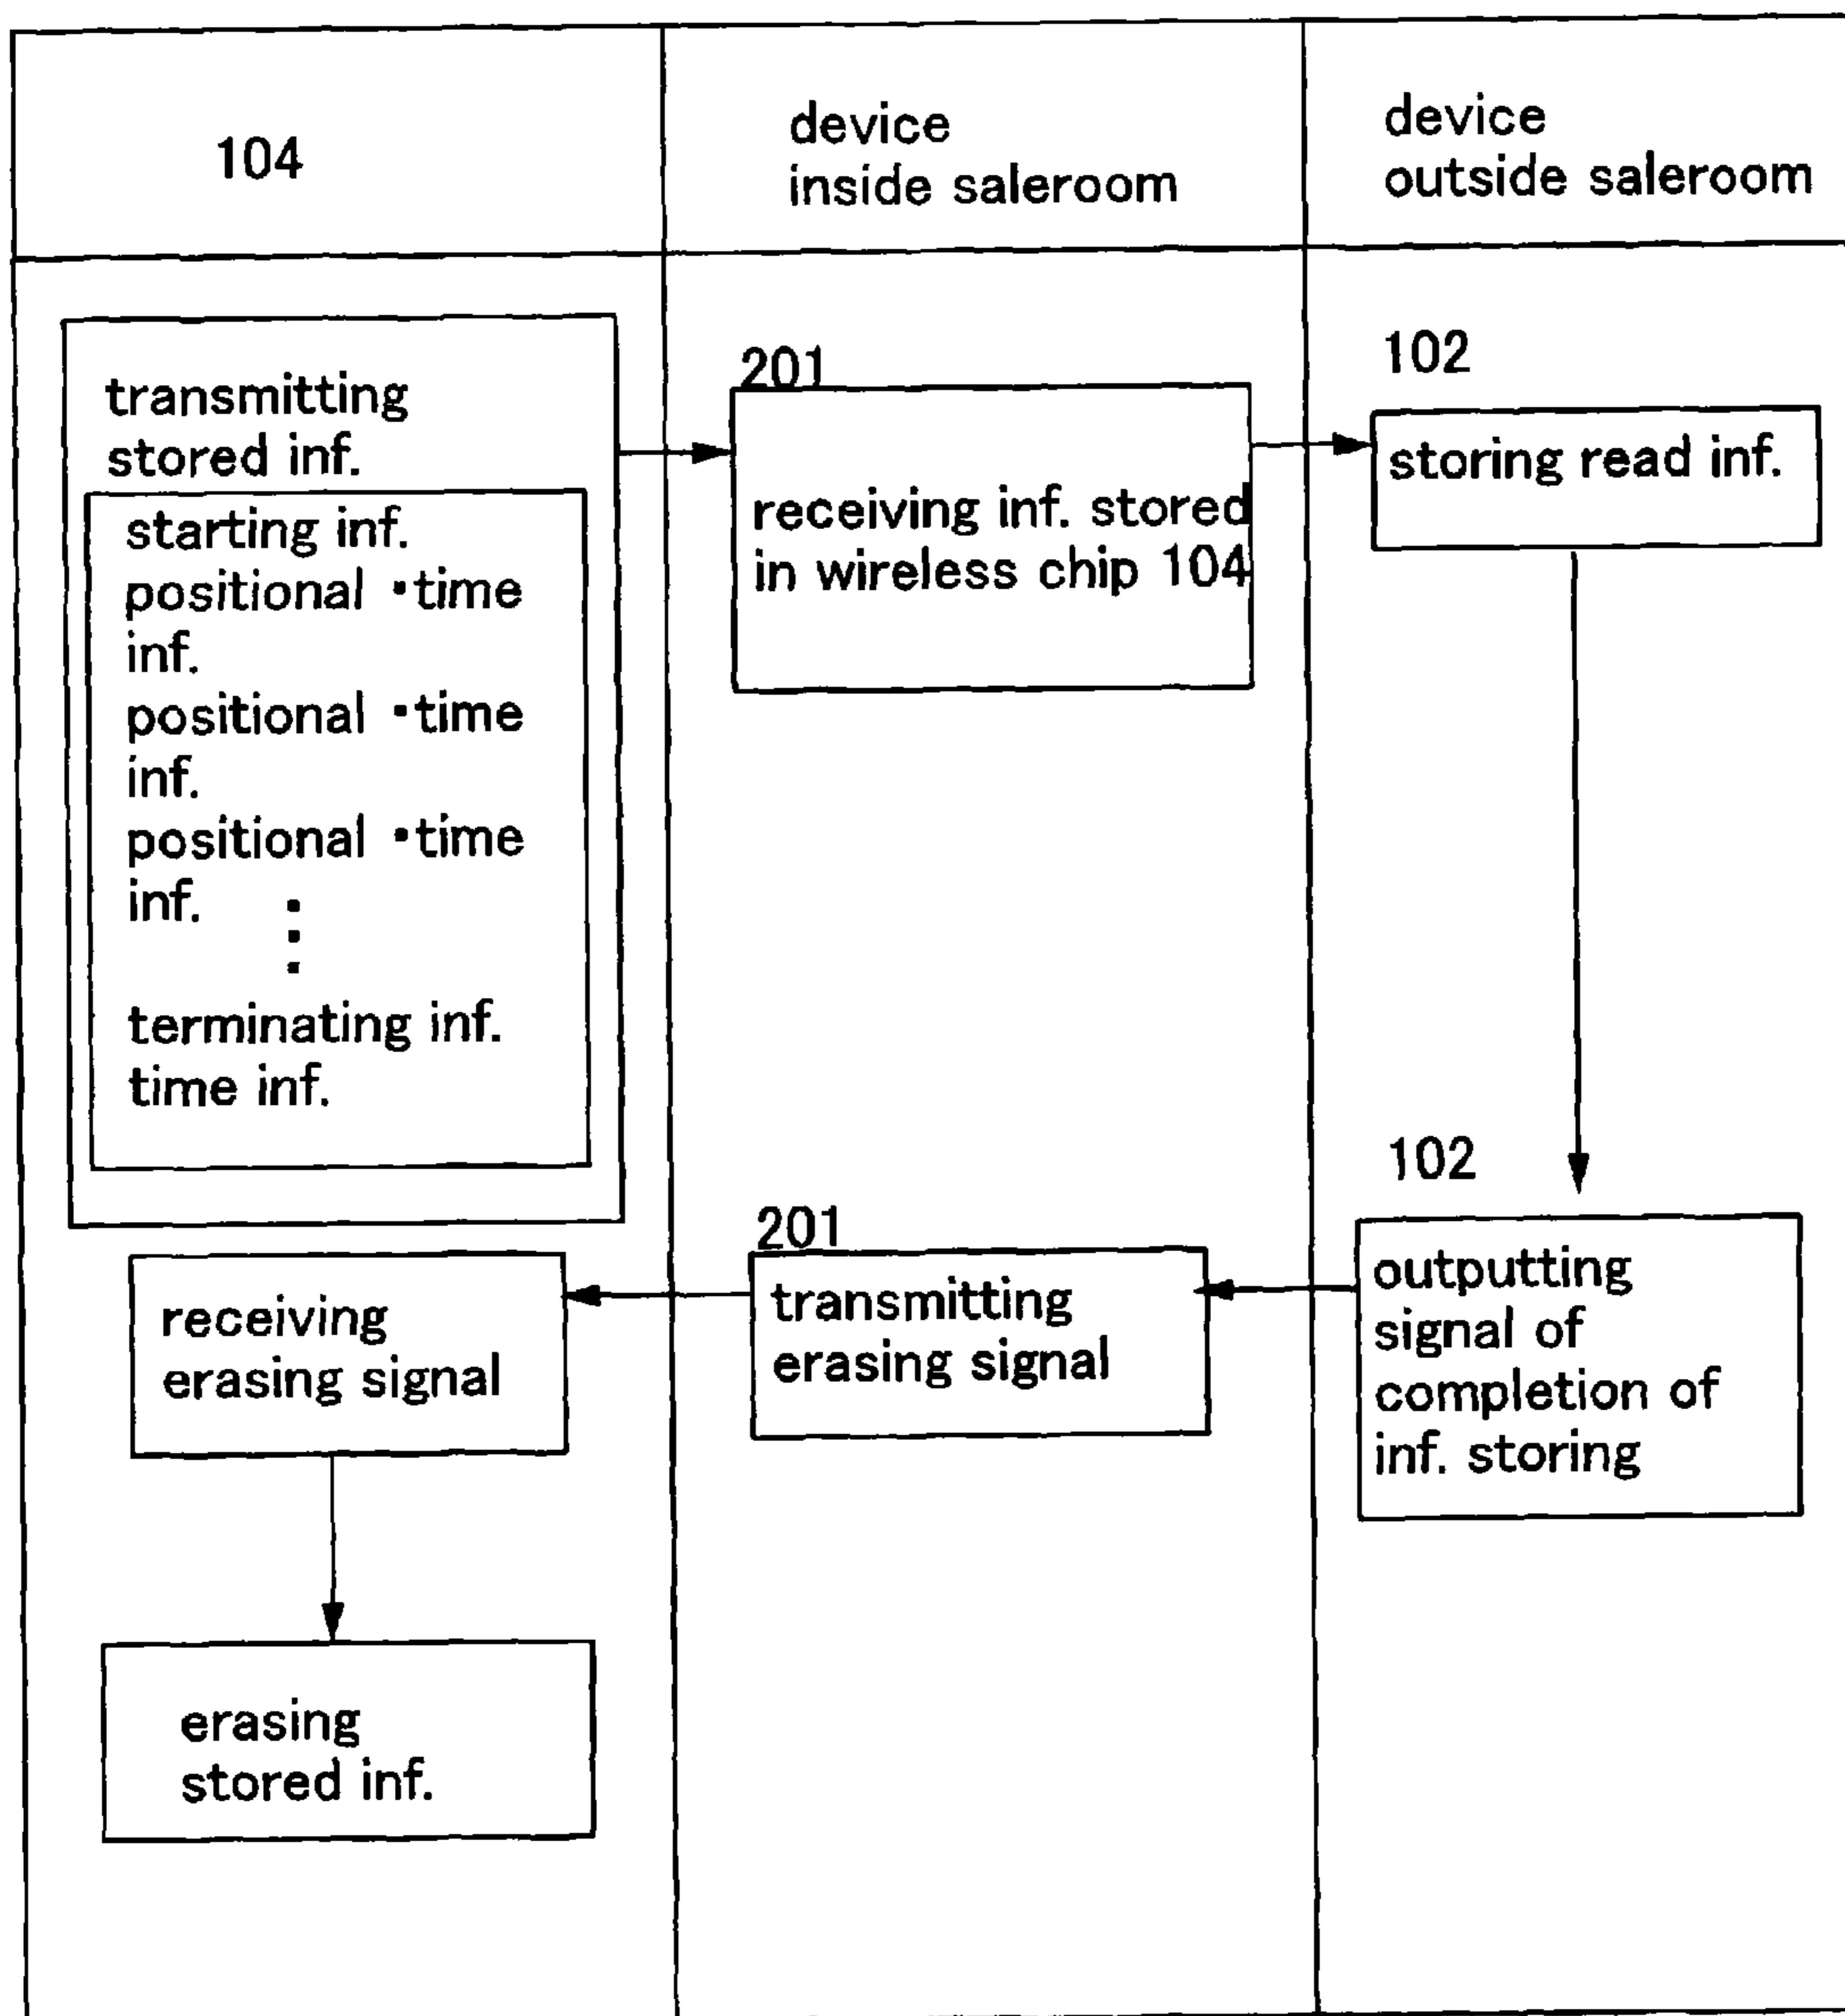 104
device
inside saleroom
device
outside saleroom
transmitting
stored inf.
starting inf.
positional ▪time
inf.
positional ▪time
inf.
positional ▪time
inf.
terminating inf.
time inf.
201
receiving inf. stored
in wireless chip 104
102
storing read inf.
102
outputting
signal of
completion of
inf. storing
201
transmitting
erasing signal
receiving
erasing signal
erasing
stored inf.